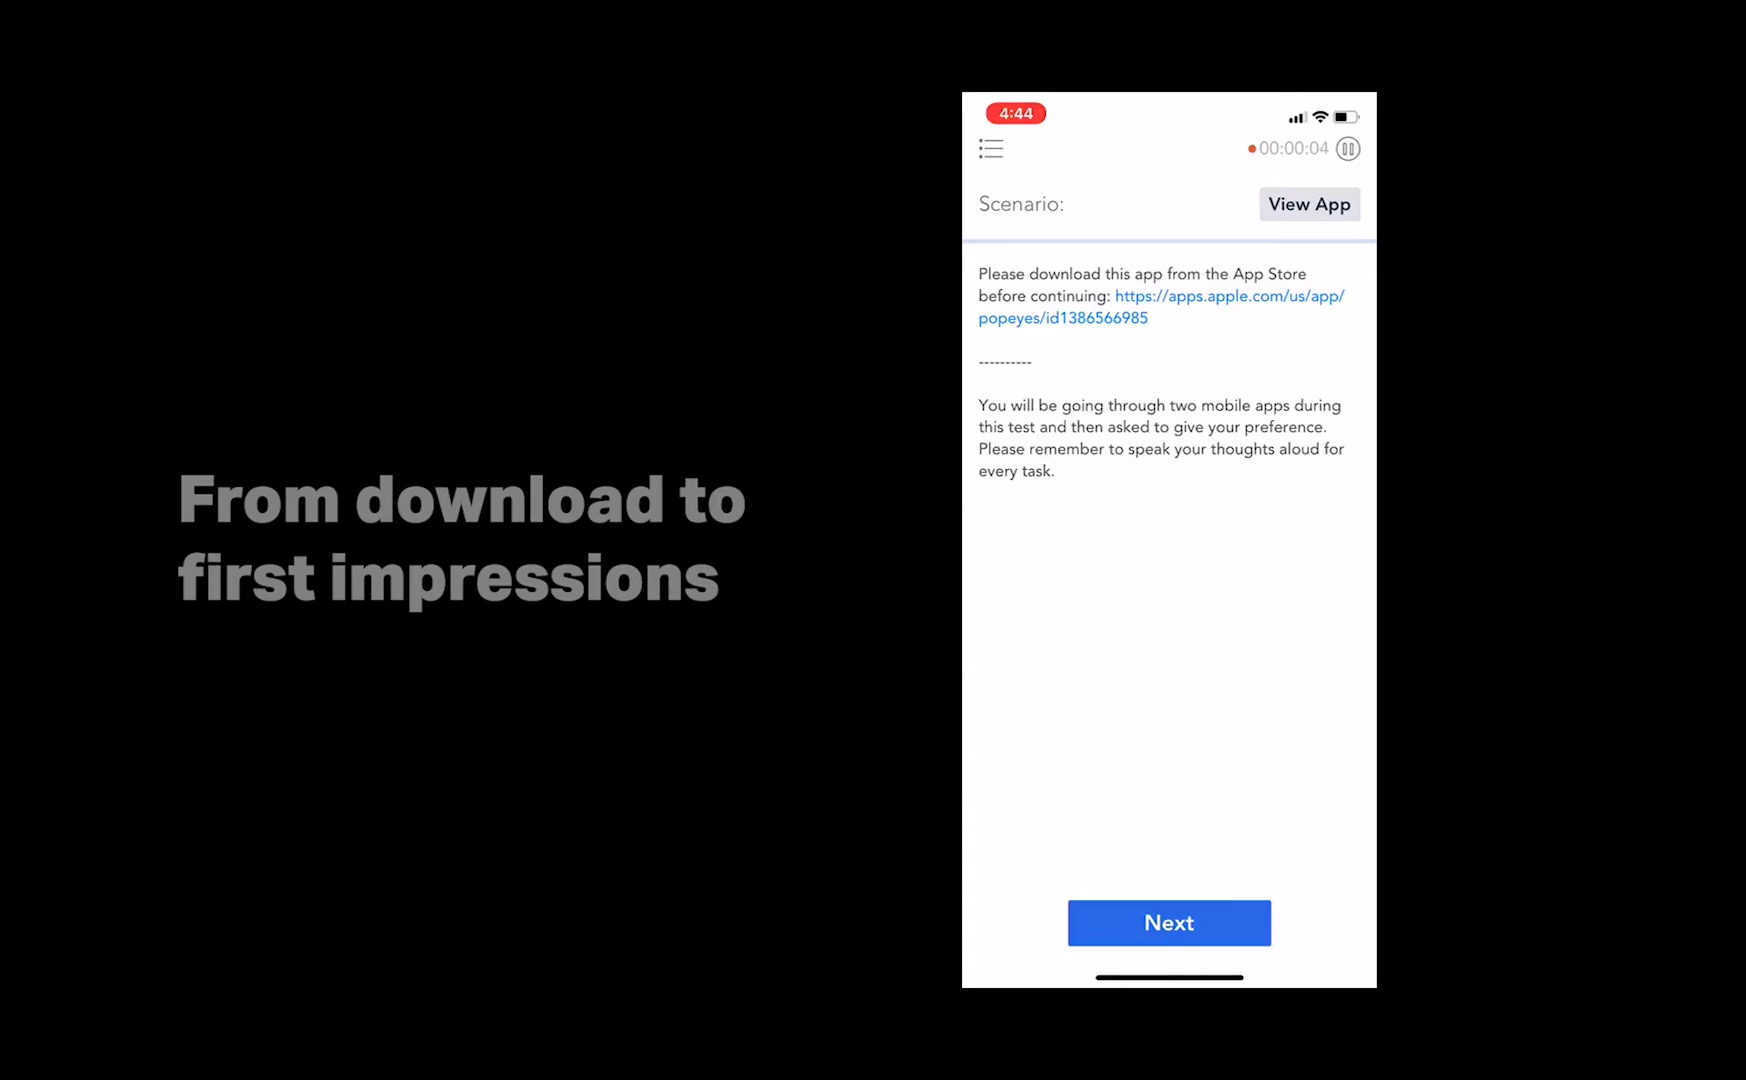 From download to
first impressions
4:44
00:00:04
Scenario:
View App
Please download this app from the App Store
before continuing: https://apps.apple.com/us/app/
popeyes/id1386566985
----------
You will be going through two mobile apps during
this test and then asked to give your preference.
Please remember to speak your thoughts aloud for
every task.
Next